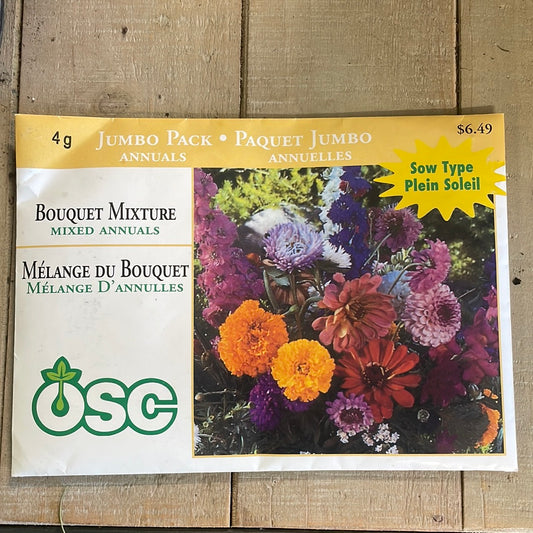 4 g
JUMBO PACK • PAQUET JUMBO
ANNUALS ANNUELLES
$6.49
Sow Type
Plein Soleil
BOUQUET MIXTURE
MIXED ANNUALS
MÉLANGE DU BOUQUET
MÉLANGE D'ANNULLES
OSC